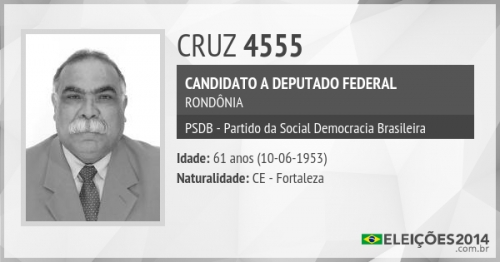 CRUZ 4555
CANDIDATO A DEPUTADO FEDERAL
RONDÔNIA
PSDB - Partido da Social Democracia Brasileira
Idade: 61 anos (10-06-1953)
Naturalidade: CE - Fortaleza
ELEIÇÕES2014
.com.br